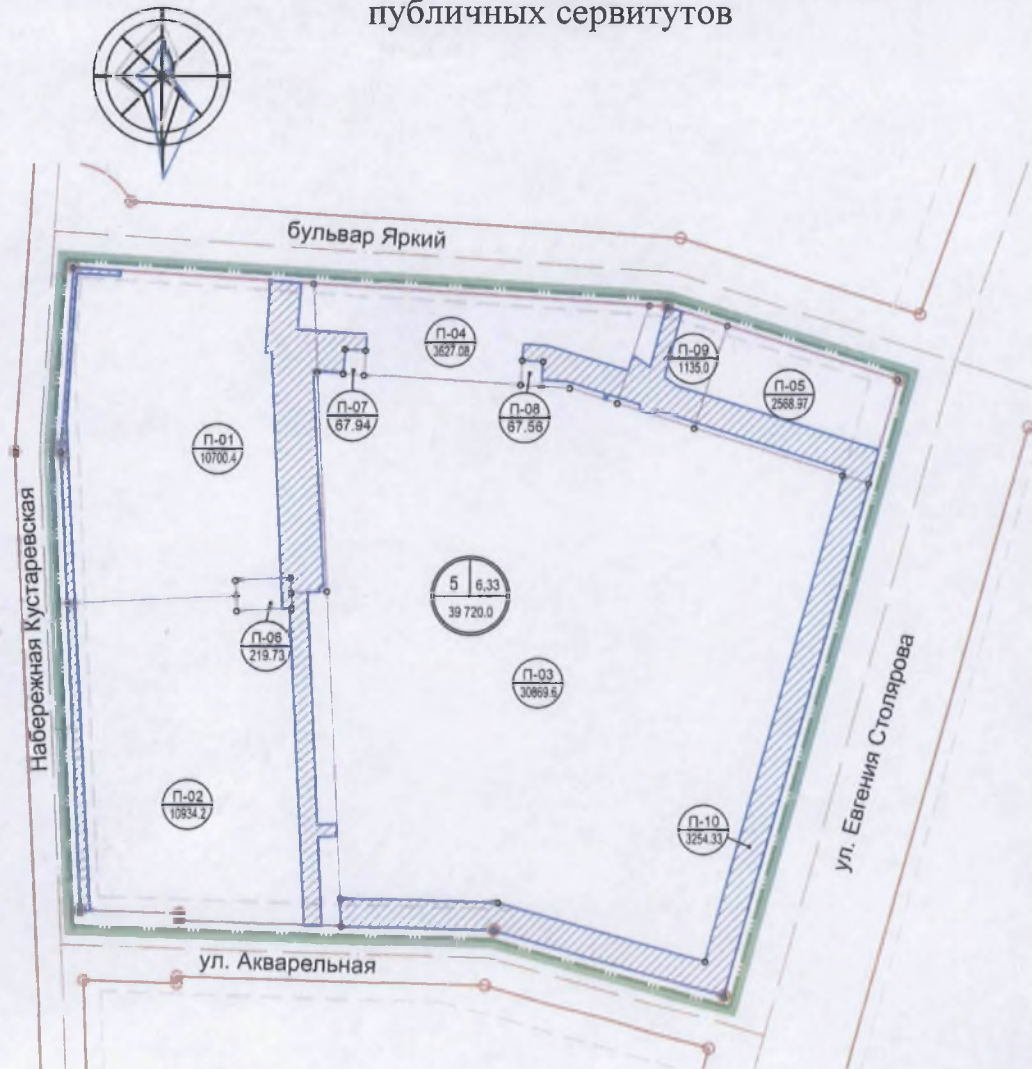 публичных сервитутов
бульвар Яркий
П-04
3627.08
П-09
1135.0
П-05
2568.97
П-07
67.94
П-08
67.56
П-01
10700.4
Набережная Кустаревская
5 6,33
39 720.0
П-06
219.73
П-03
30869.6
ул. Евгения Столярова
П-02
10934.2
П-10
3254.33
ул. Акварельная